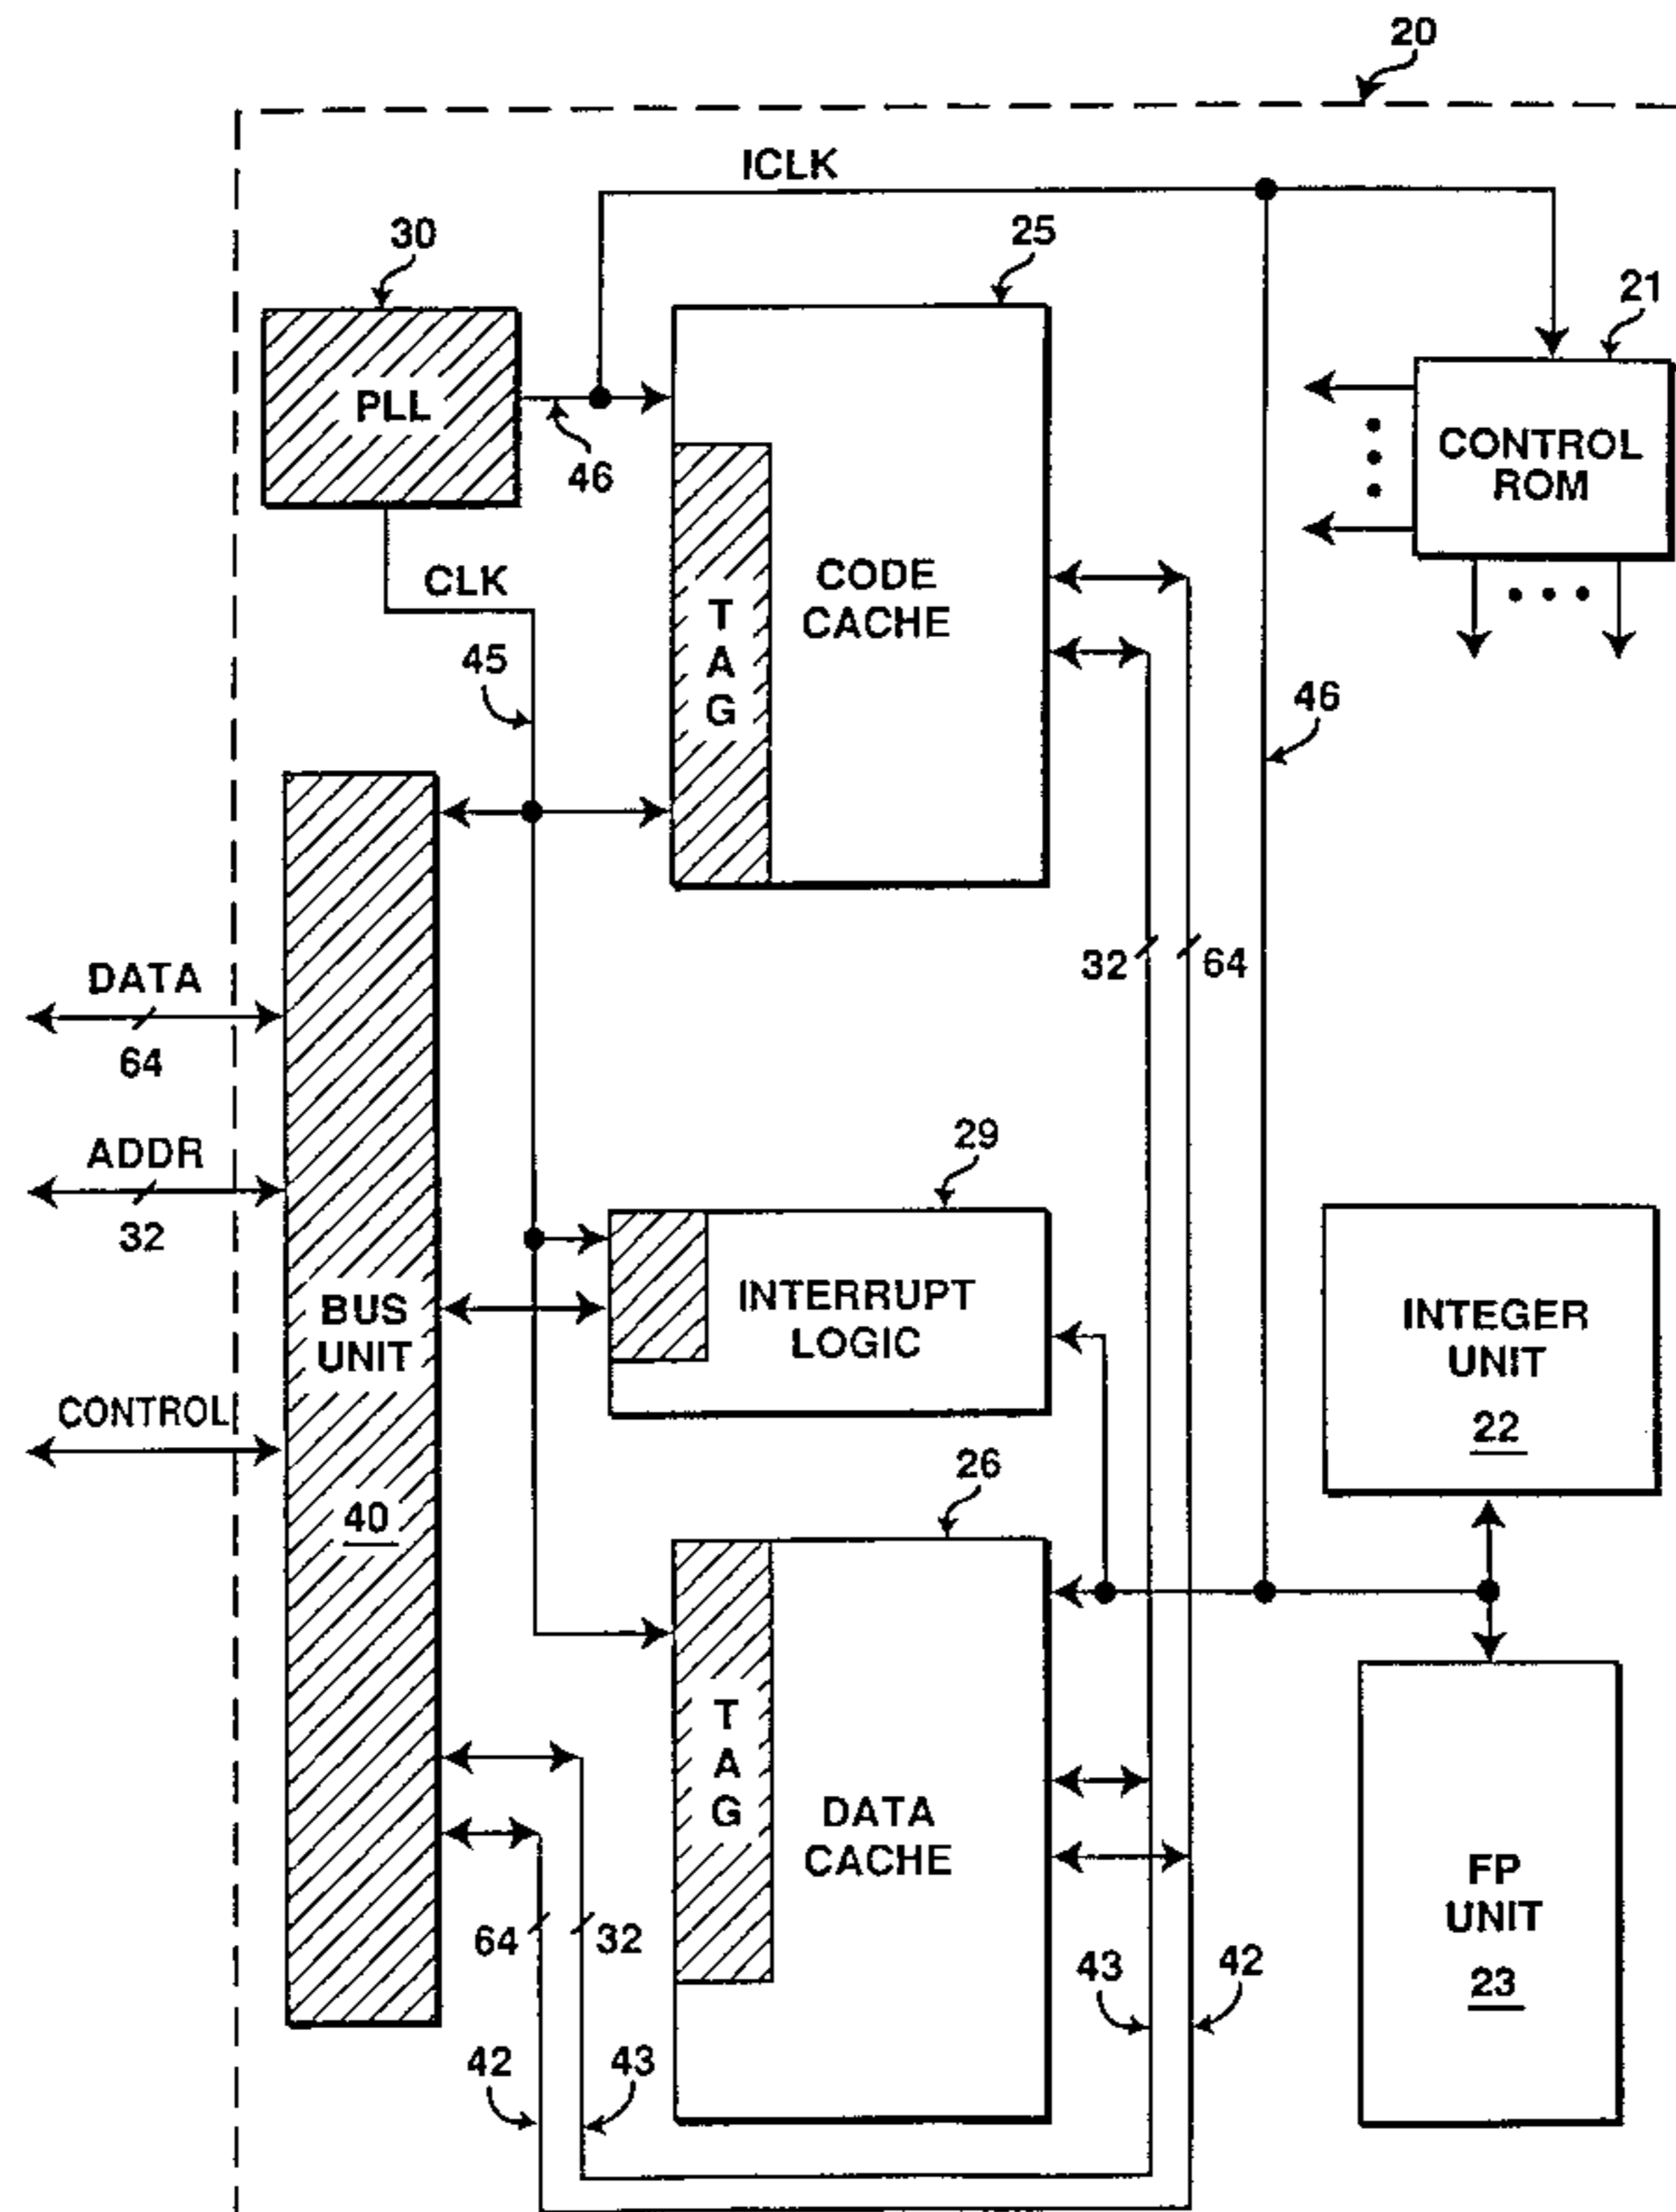 20
ICLK
30
25
21
PLL
46
CONTROL
ROM
CLK
CODE
CACHE
T
A
G
45
46
32
64
DATA
64
ADDR
32
29
BUS
UNIT
INTERRUPT
LOGIC
INTEGER
UNIT
22
CONTROL
40
26
T
A
G
DATA
CACHE
FP
UNIT
23
64
32
43
42
42
43